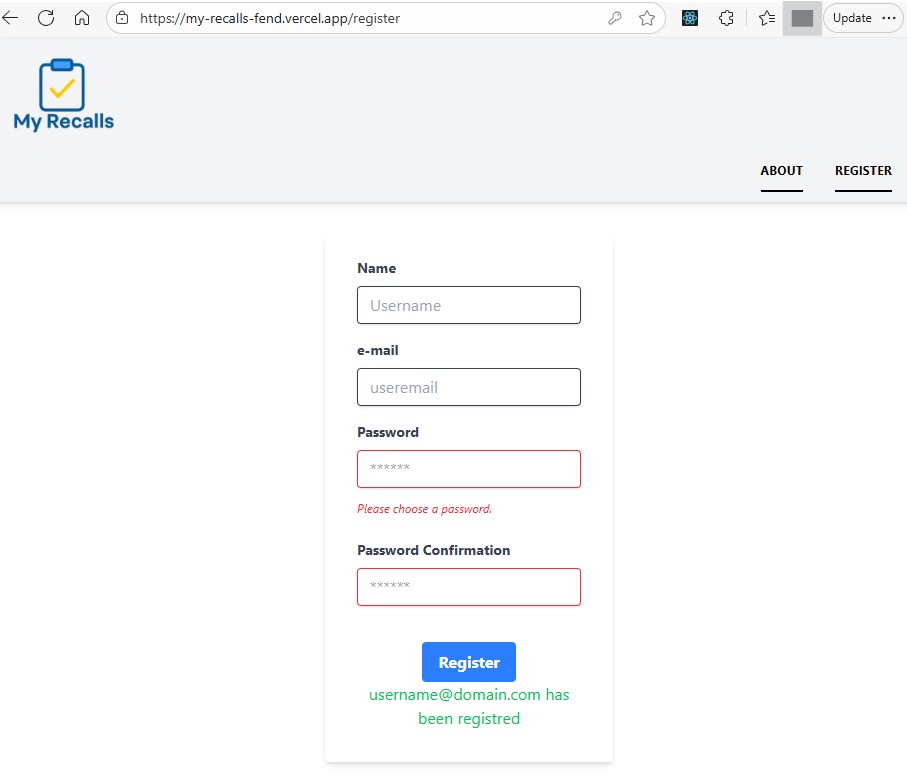 https://my-recalls-fend.vercel.app/register
Update
My Recalls
ABOUT
REGISTER
Name
Username
e-mail
useremail
Password
******
Please choose a password.
Password Confirmation
******
Register
username@domain.com has
been registred